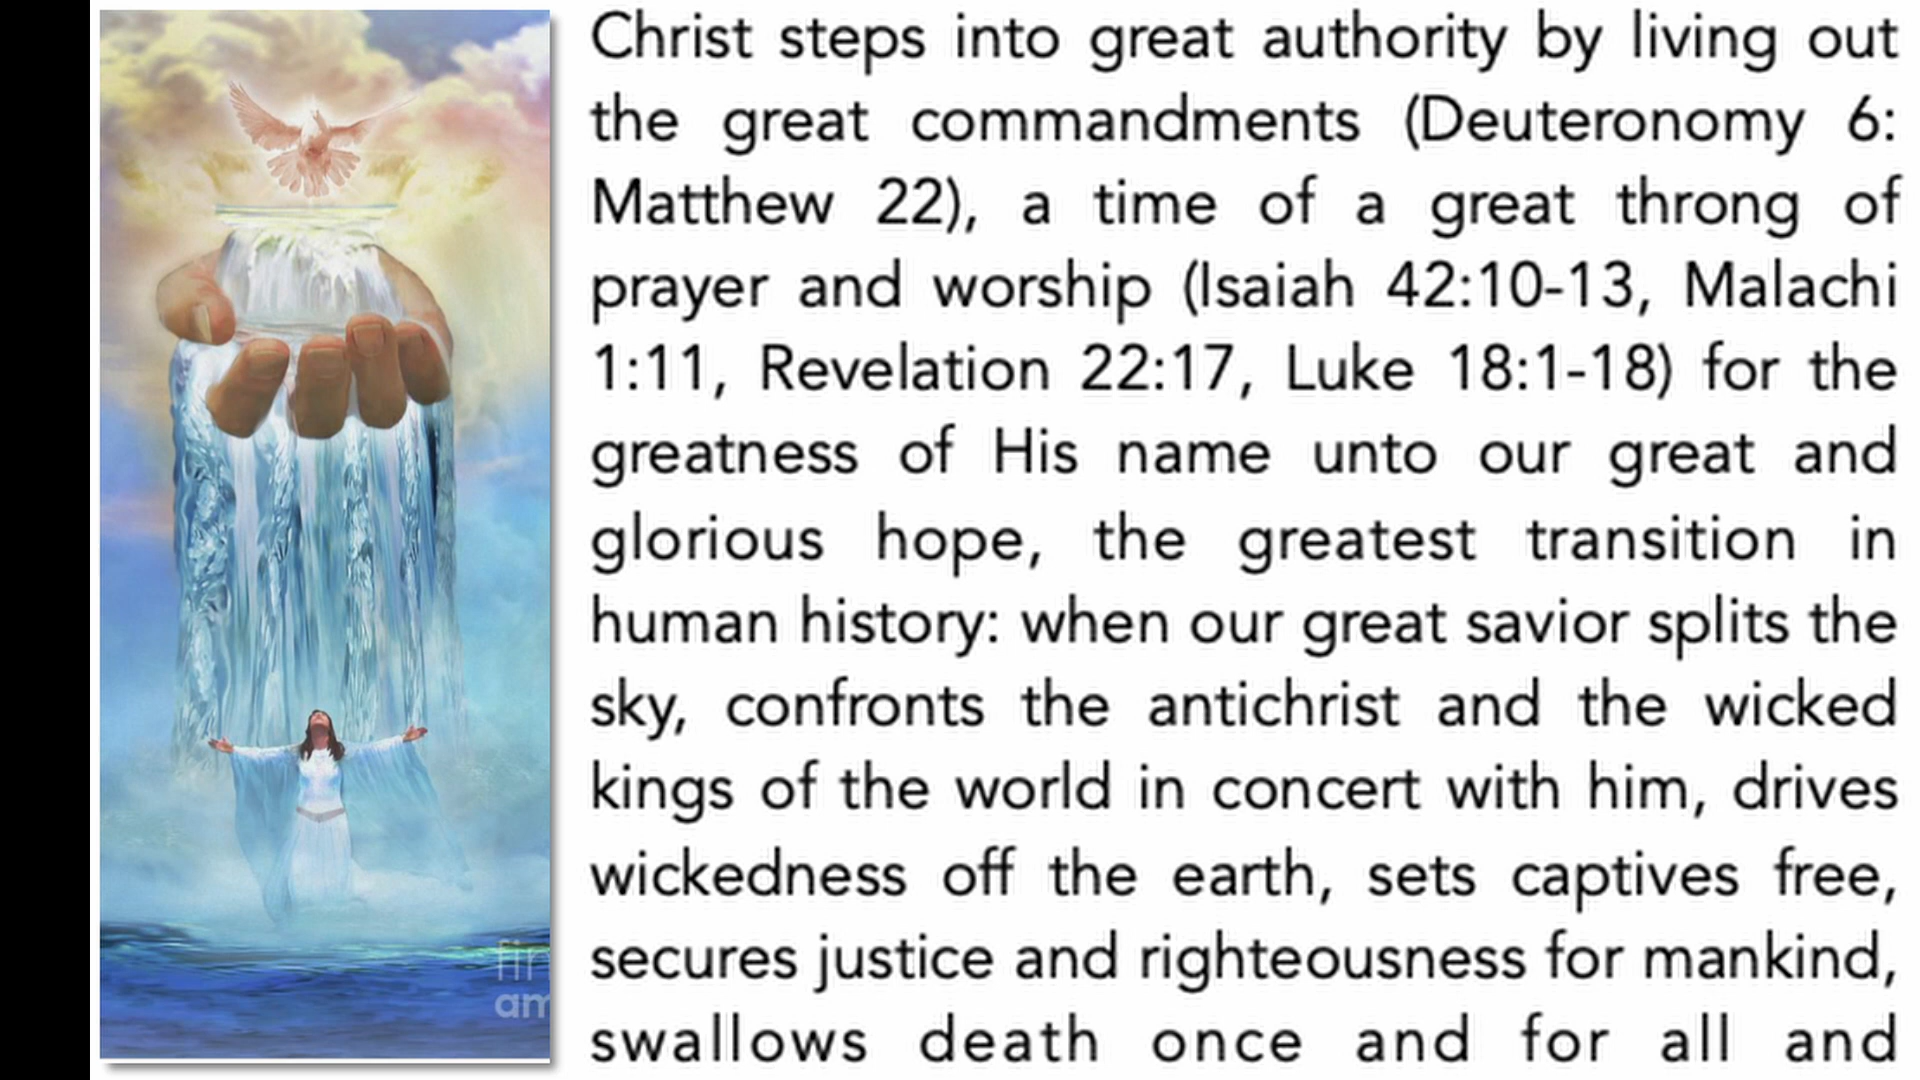 Christ steps into great authority by living out
the great commandments (Deuteronomy 6:
Matthew 22), a time of a great throng of
prayer and worship (Isaiah 42:10-13, Malachi
1:11, Revelation 22:17, Luke 18:1-18) for the
greatness of His name unto our great and
glorious hope, the greatest transition in
human history: when our great savior splits the
sky, confronts the antichrist and the wicked
kings of the world in concert with him, drives
wickedness off the earth, sets captives free,
secures justice and righteousness for mankind,
swallows death once and for all and